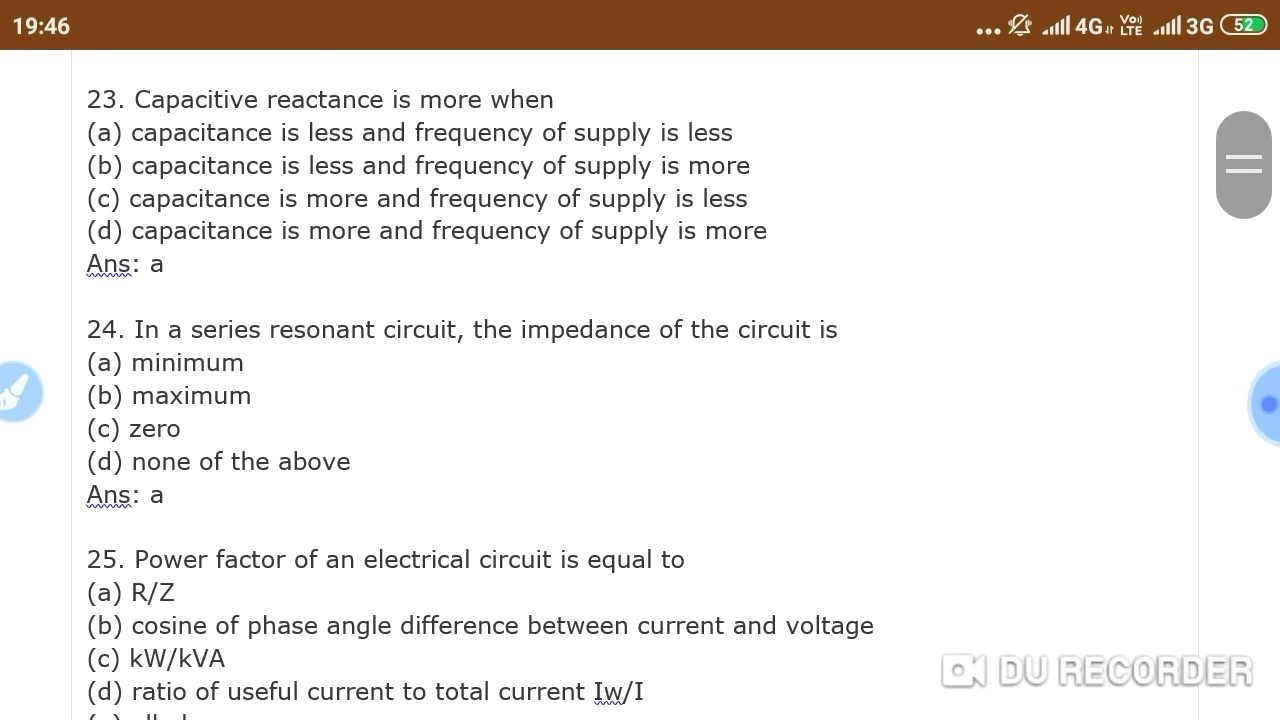 19:46
... 4G Vo) LTE 3G 52
23. Capacitive reactance is more when
(a) capacitance is less and frequency of supply is less
(b) capacitance is less and frequency of supply is more
(c) capacitance is more and frequency of supply is less
(d) capacitance is more and frequency of supply is more
Ans: a
24. In a series resonant circuit, the impedance of the circuit is
(a) minimum
(b) maximum
(c) zero
(d) none of the above
Ans: a
25. Power factor of an electrical circuit is equal to
(a) R/Z
(b) cosine of phase angle difference between current and voltage
(c) kW/kVA
(d) ratio of useful current to total current Iw/I
DU RECORDER